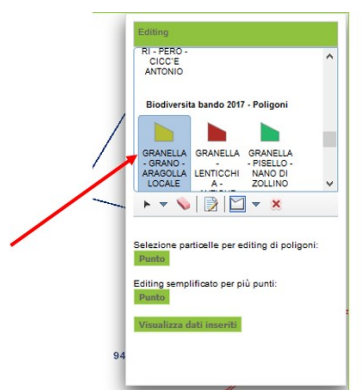 Editing
RI - PERO -
CICC'E
ANTONIO
Biodiversita bando 2017 - Poligoni
GRANELLA GRANELLA GRANELLA
- GRANO - - - PISELLO -
ARAGOLLA LENTICCHI NANO DI
LOCALE A - ZOLLINO
Selezione particelle per editing di poligoni:
Punto
Editing semplificato per più punti:
Punto
Visualizza dati inseriti
94